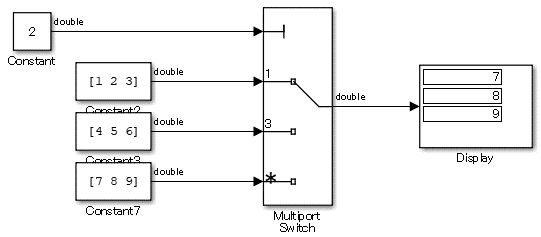 2
double
Constant
[1 2 3]
double
Constant2
[4 5 6]
double
Constant3
[7 8 9]
double
Constant7
1
3
*
Multiport
Switch
double
7
8
9
Display